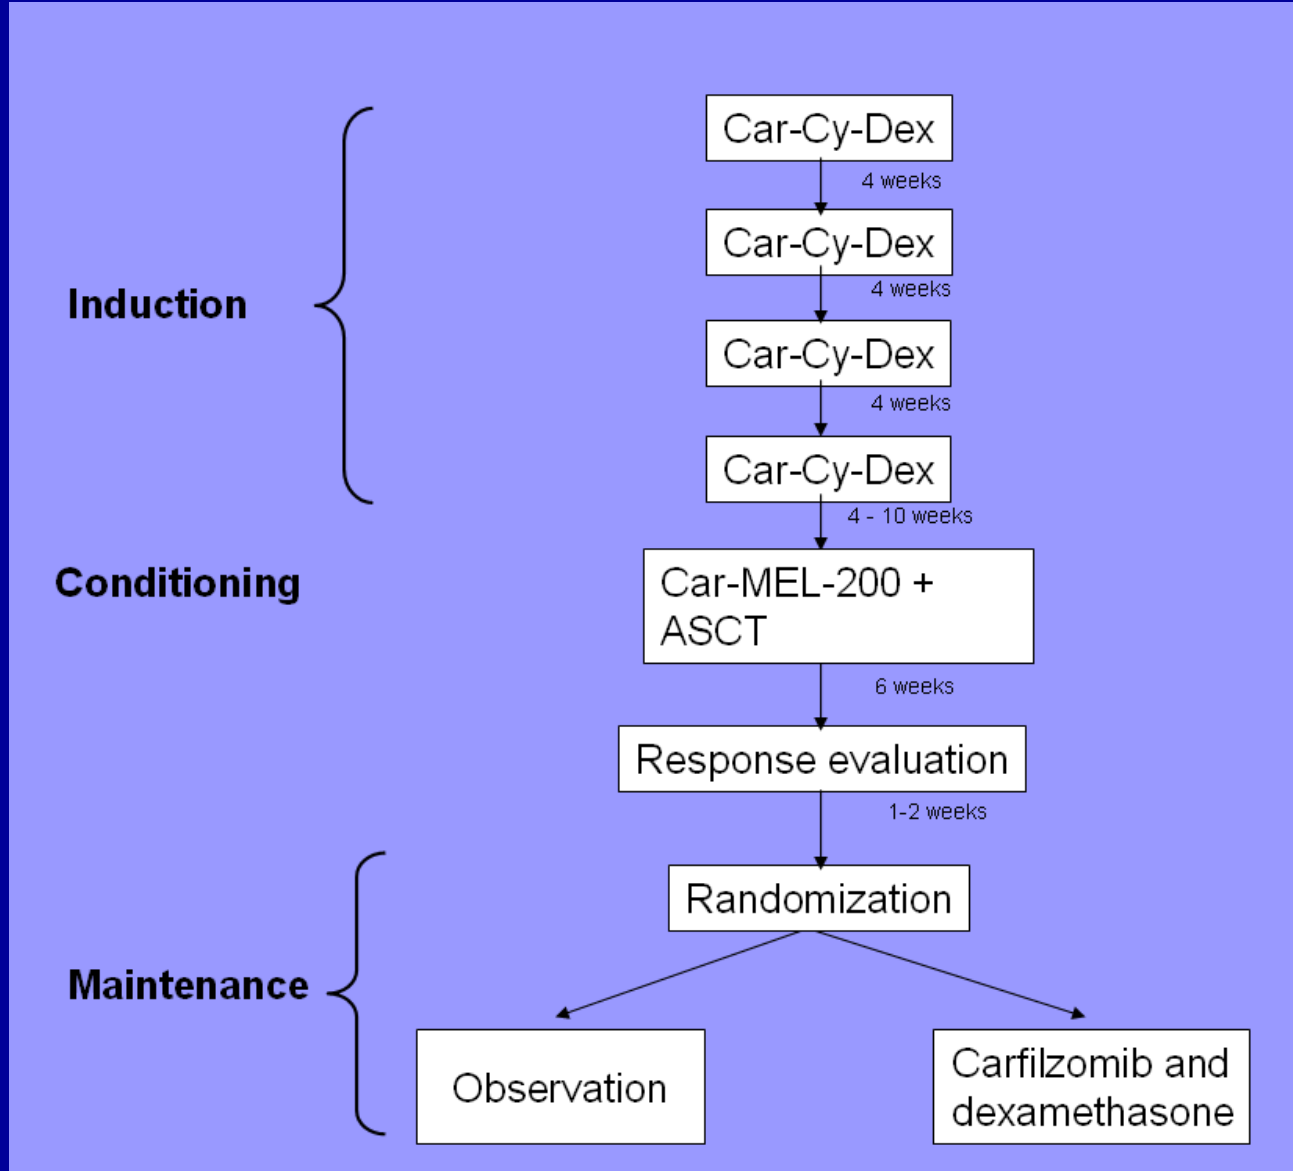 Car-Cy-Dex
4 weeks
Car-Cy-Dex
4 weeks
Induction
Car-Cy-Dex
4 weeks
Car-Cy-Dex
4 - 10 weeks
Conditioning
Car-MEL-200 +
ASCT
6 weeks
Response evaluation
1-2 weeks
Randomization
Maintenance
Observation
Carfilzomib and
dexamethasone